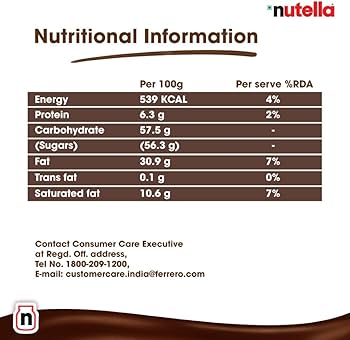 nutella
Nutritional Information
Per 100g Per serve %RDA
Energy 539 KCAL 4%
Protein 6.3 g 2%
Carbohydrate 57.5 g -
(Sugars) (56.3 g) -
Fat 30.9 g 7%
Trans fat 0.1 g 0%
Saturated fat 10.6 g 7%
Contact Consumer Care Executive
at Regd. Off. address,
Tel No. 1800-209-1200,
E-mail: customercare.india@ferrero.com
n